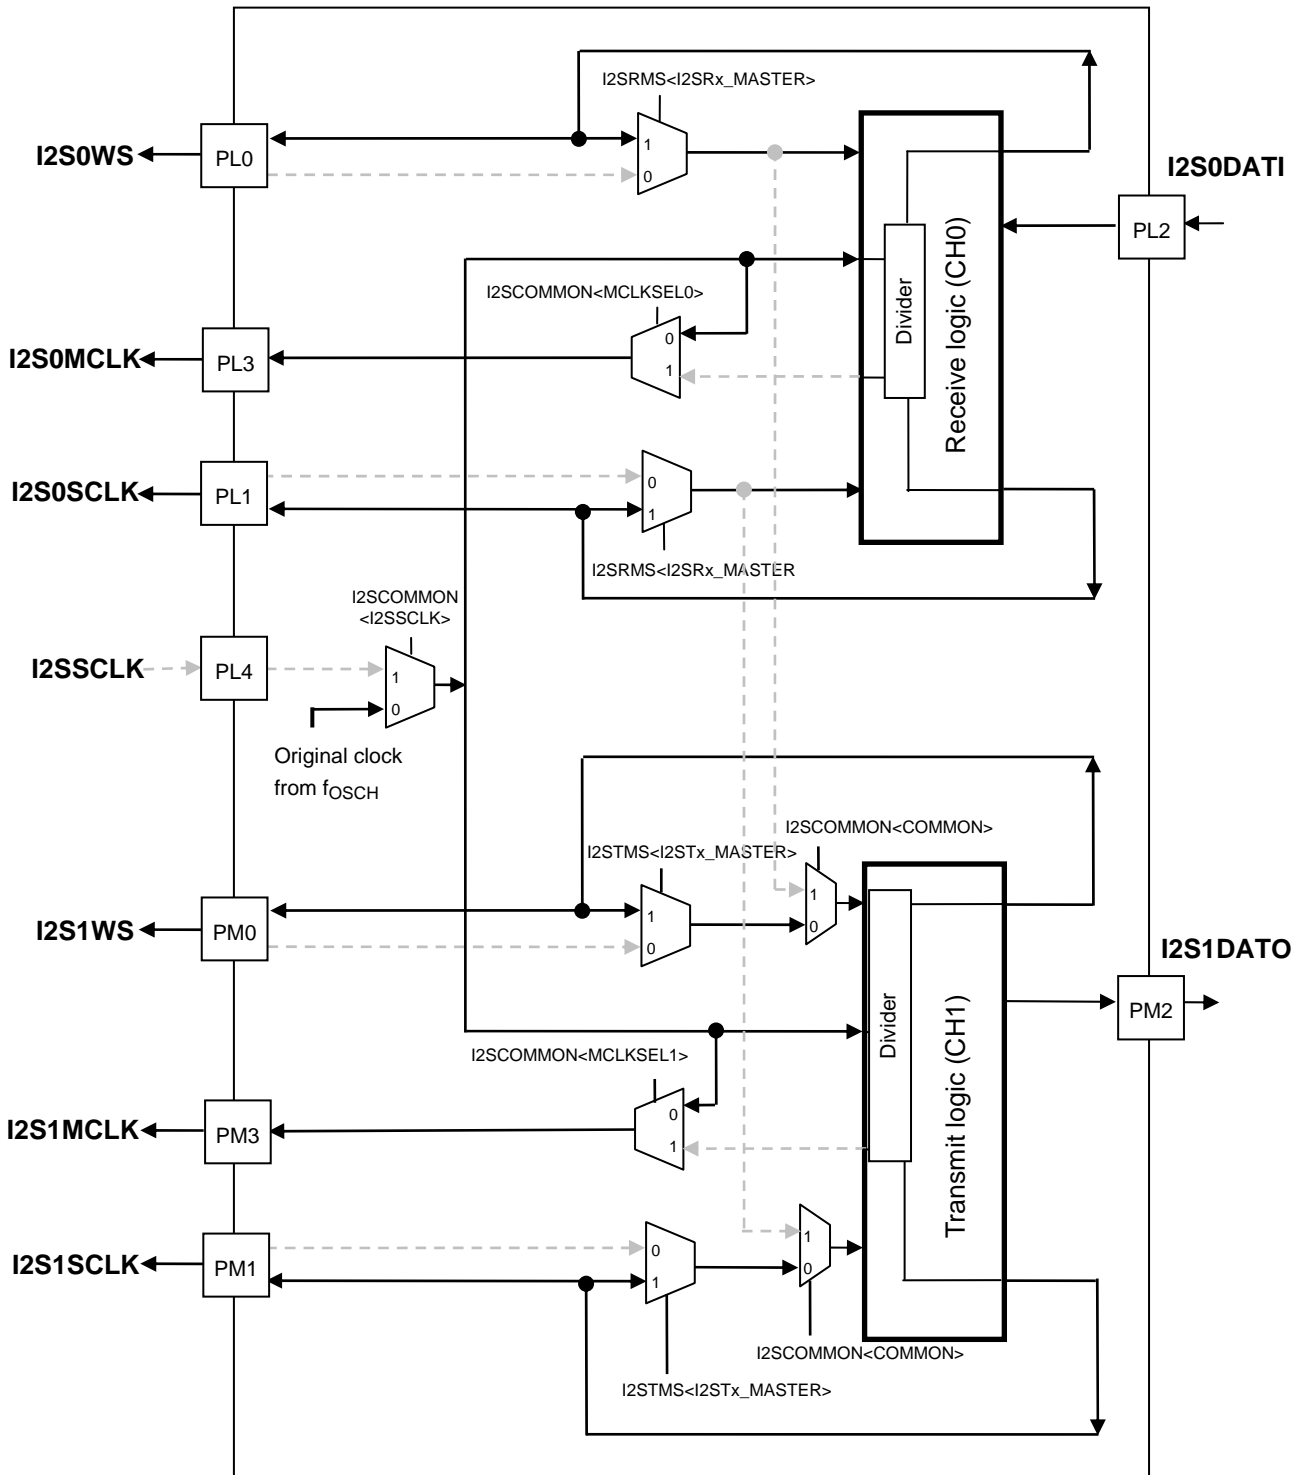 I2SRMS<I2SRx_MASTER>
1
0
I2S0WS
PL0
I2S0DATI
PL2
I2SCOMMON<MCLKSEL0>
0
1
I2S0MCLK
PL3
Divider
Receive logic (CH0)
I2S0SCLK
PL1
0
1
I2SRMS<I2SRx_MASTER
I2SCOMMON
<I2SSCLK>
I2SSCLK
PL4
1
0
Original clock
from fOSCH
I2SCOMMON<COMMON>
I2STMS<I2STx_MASTER>
1
0
1
0
I2S1WS
PM0
I2S1DATO
PM2
Divider
Transmit logic (CH1)
I2SCOMMON<MCLKSEL1>
0
1
I2S1MCLK
PM3
I2S1SCLK
PM1
0
1
1
0
I2SCOMMON<COMMON>
I2STMS<I2STx_MASTER>